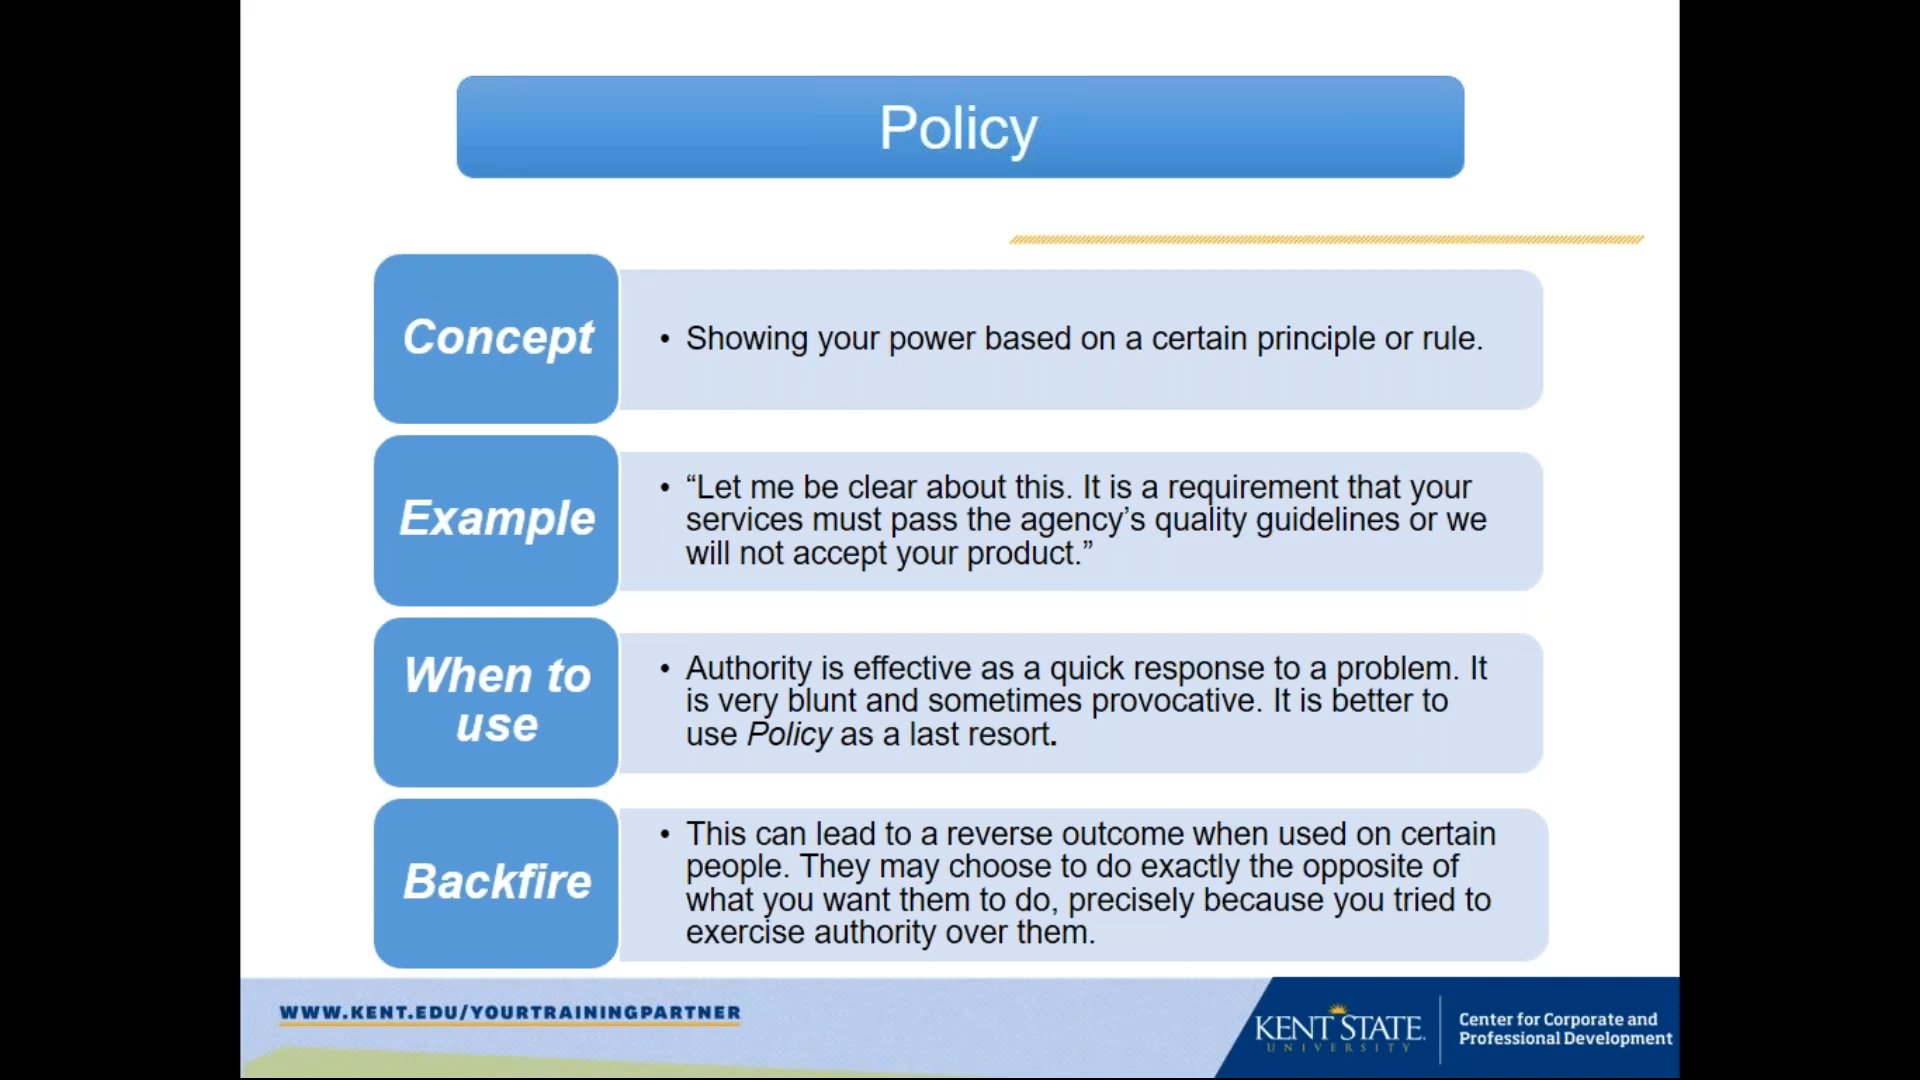 Policy
Concept
• Showing your power based on a certain principle or rule.
Example
• “Let me be clear about this. It is a requirement that your
services must pass the agency’s quality guidelines or we
will not accept your product.”
When to
use
• Authority is effective as a quick response to a problem. It
is very blunt and sometimes provocative. It is better to
use Policy as a last resort.
Backfire
• This can lead to a reverse outcome when used on certain
people. They may choose to do exactly the opposite of
what you want them to do, precisely because you tried to
exercise authority over them.
WWW.KENT.EDU/YOURTRAININGPARTNER
KENT STATE
UNIVERSITY
Center for Corporate and
Professional Development